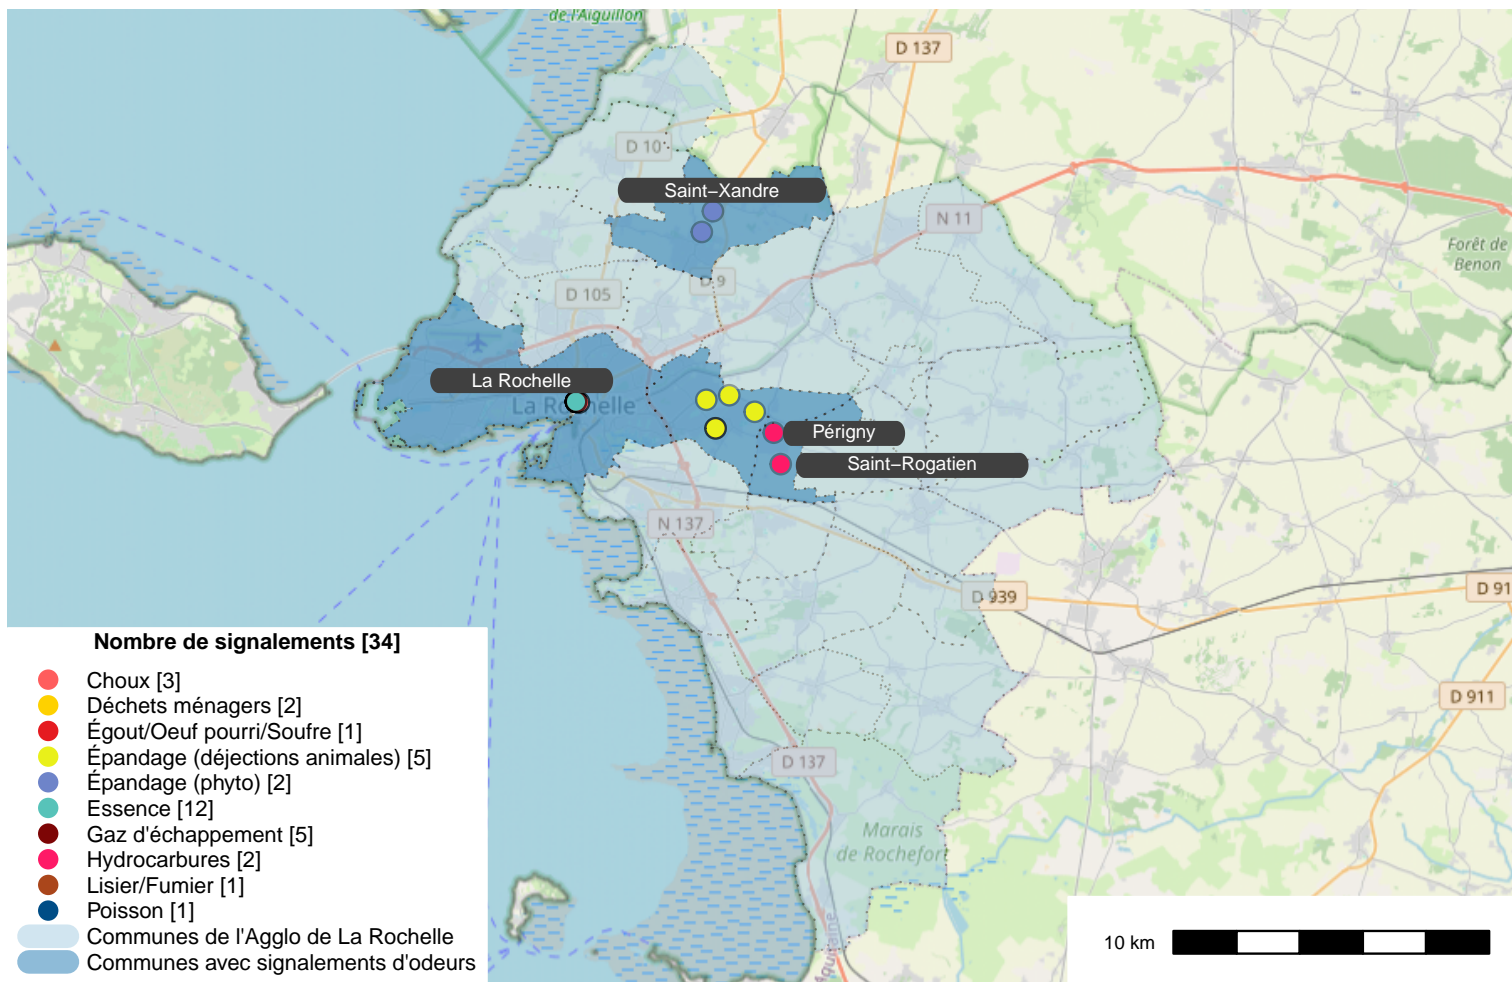 de l'Aiguillon
D 137
D 10
Saint−Xandre
N 11
Forêt de
Benon
D 9
D 105
La Rochelle
La Rochelle
Périgny
Saint−Rogatien
N 137
D 939
D 91
Nombre de signalements [34]
Choux [3]
Déchets ménagers [2]
Égout/Oeuf pourri/Soufre [1]
Épandage (déjections animales) [5]
Épandage (phyto) [2]
Essence [12]
Gaz d'échappement [5]
Hydrocarbures [2]
Lisier/Fumier [1]
Poisson [1]
Communes de l'Agglo de La Rochelle
Communes avec signalements d'odeurs
D 911
D 137
Marais
de Rochefort
Aquitaine
10 km